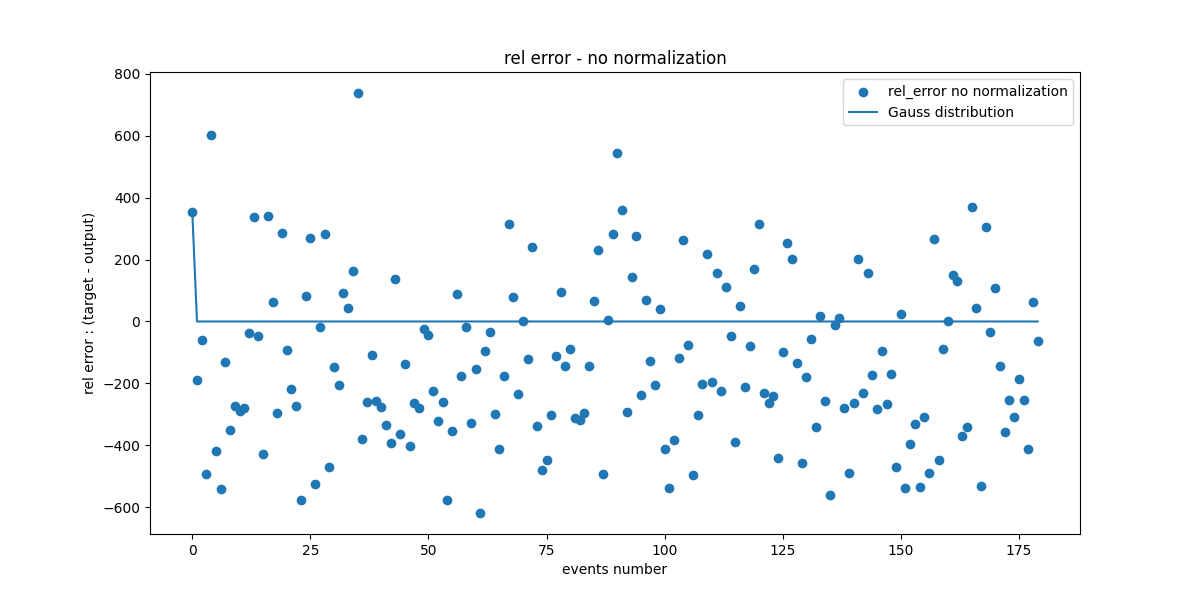 rel error - no normalization
rel_error no normalization
Gauss distribution
800
600
400
200
0
−200
−400
−600
rel error : (target - output)
0 25 50 75 100 125 150 175
events number